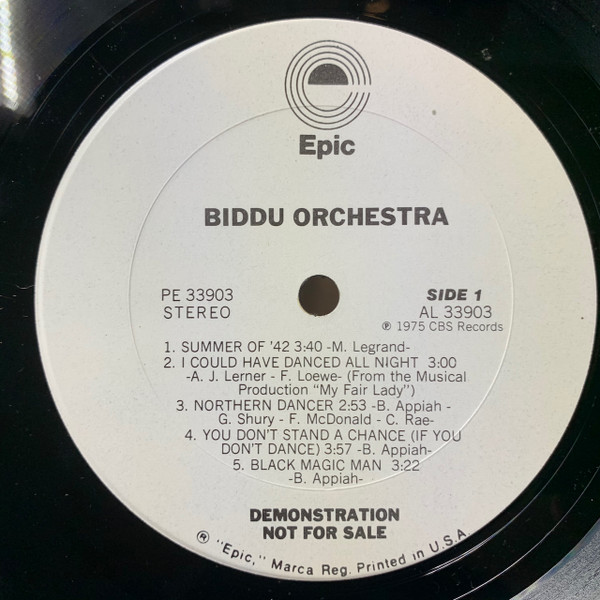 Epic
BIDDU ORCHESTRA
PE 33903
STEREO
SIDE 1
AL 33903
℗ 1975 CBS Records
1. SUMMER OF '42 3:40 -M. Legrand-
2. I COULD HAVE DANCED ALL NIGHT 3:00
-A. J. Lerner - F. Loewe- (From the Musical
Production "My Fair Lady")
3. NORTHERN DANCER 2:53 -B. Appiah -
G. Shury - F. McDonald - C. Rae-
4. YOU DON'T STAND A CHANCE (IF YOU
DON'T DANCE) 3:57 -B. Appiah-
5. BLACK MAGIC MAN 3:22
-B. Appiah-
DEMONSTRATION
NOT FOR SALE
® "Epic," Marca Reg. Printed in U.S.A.